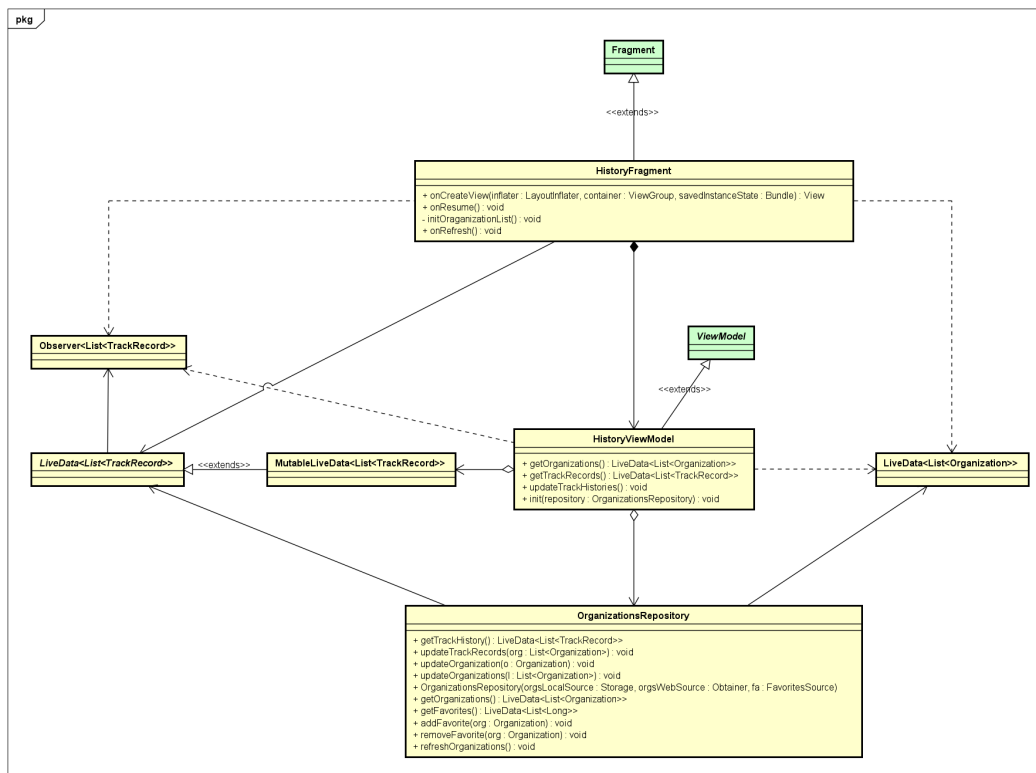 pkg
Fragment
<<extends>>
HistoryFragment
+ onCreateView(inflater : LayoutInflater, container : ViewGroup, savedInstanceState : Bundle) : View
+ onResume() : void
- initOraganizationList() : void
+ onRefresh() : void
Observer<List<TrackRecord>>
ViewModel
<<extends>>
HistoryViewModel
+ getOrganizations() : LiveData<List<Organization>>
+ getTrackRecords() : LiveData<List<TrackRecord>>
+ updateTrackHistories() : void
+ init(repository : OrganizationsRepository) : void
LiveData<List<TrackRecord>>
<<extends>>
MutableLiveData<List<TrackRecord>>
LiveData<List<Organization>>
OrganizationsRepository
+ getTrackHistory() : LiveData<List<TrackRecord>>
+ updateTrackRecords(org : List<Organization>) : void
+ updateOrganization(o : Organization) : void
+ updateOrganizations(l : List<Organization>) : void
+ OrganizationsRepository(orgsLocalSource : Storage, orgsWebSource : Obtainer, fa : FavoritesSource)
+ getOrganizations() : LiveData<List<Organization>>
+ getFavorites() : LiveData<List<Long>>
+ addFavorite(org : Organization) : void
+ removeFavorite(org : Organization) : void
+ refreshOrganizations() : void